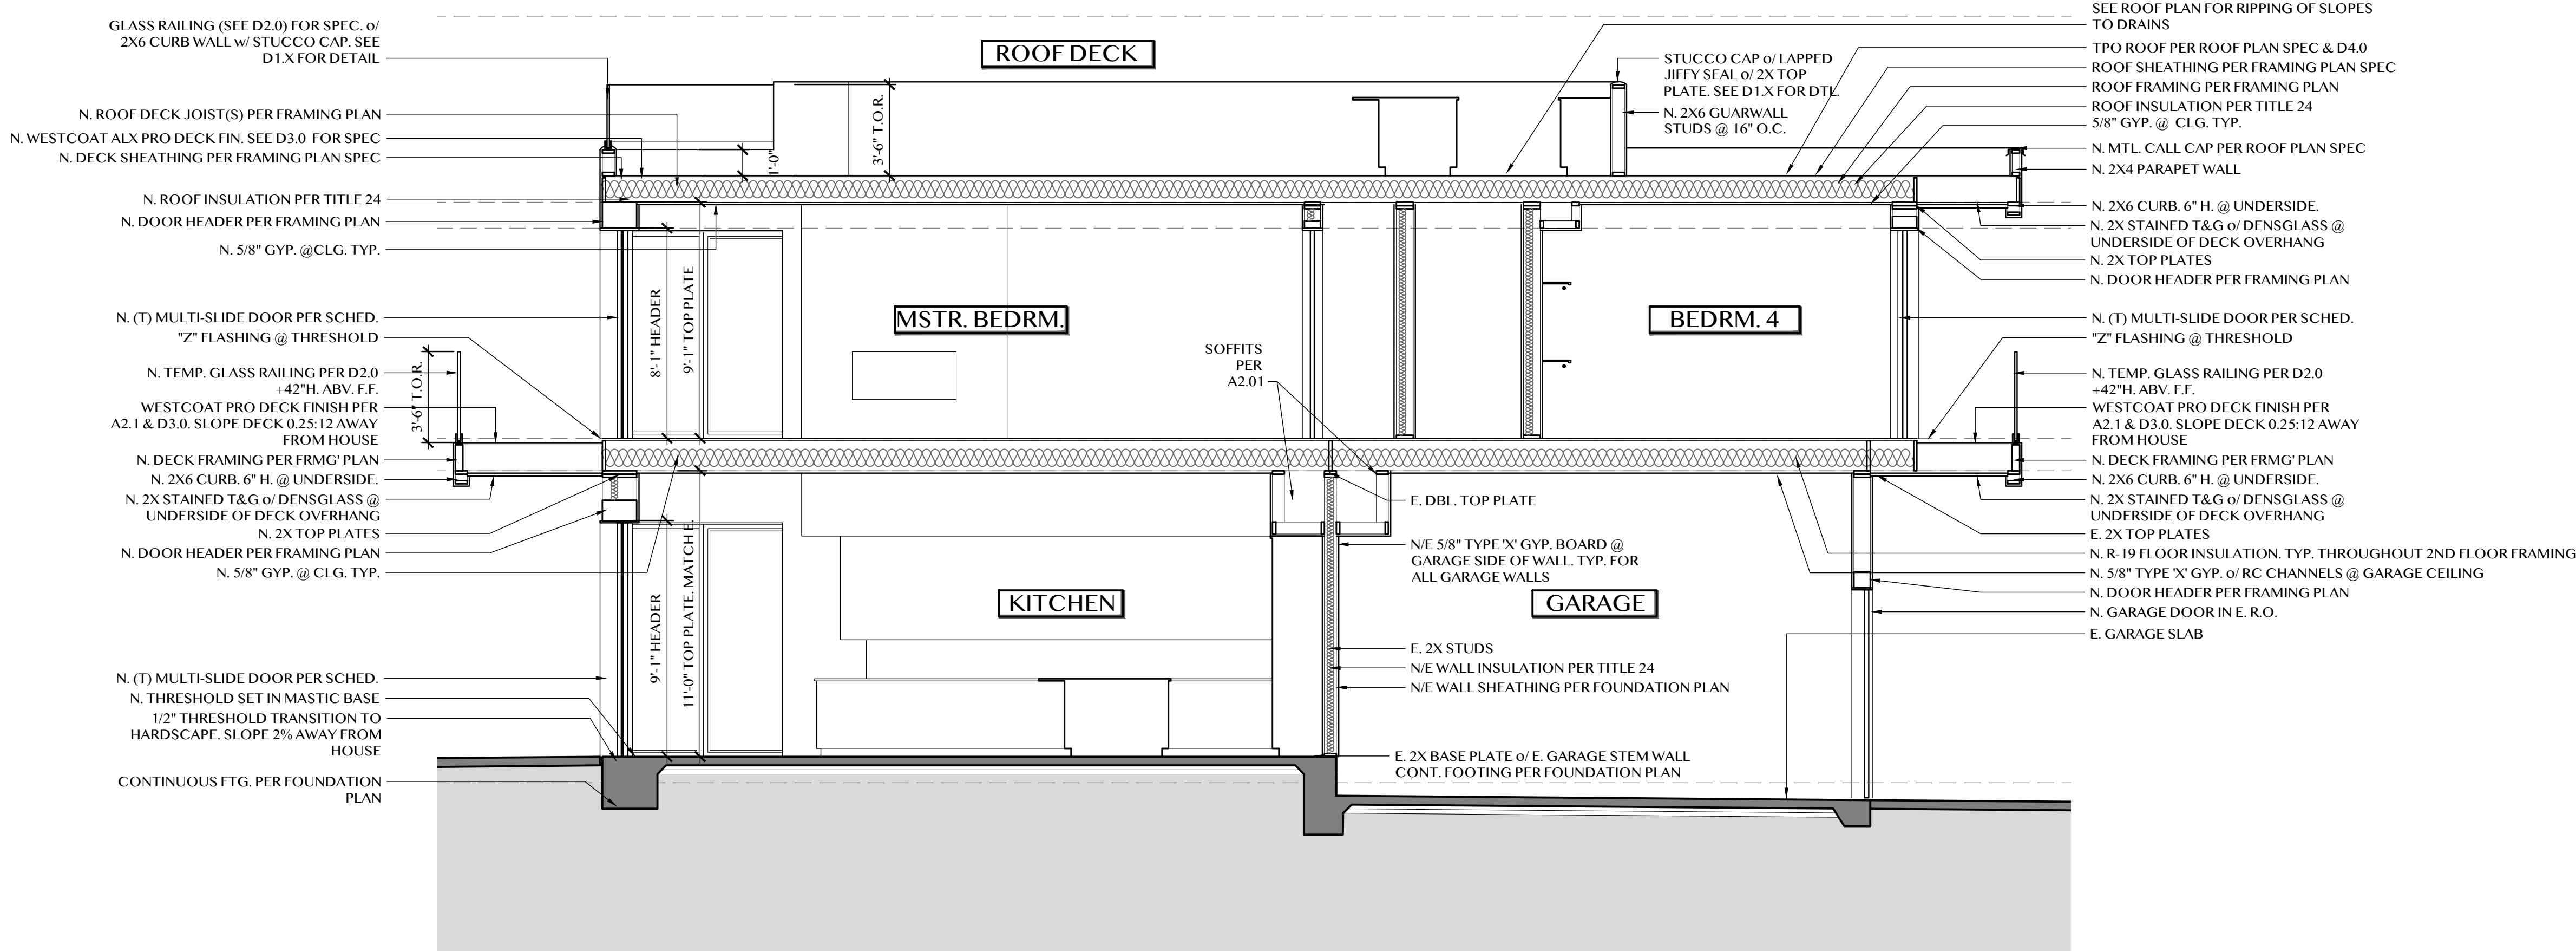 GLASS RAILING (SEE D2.0) FOR SPEC. o/
2X6 CURB WALL w/ STUCCO CAP. SEE
D1.X FOR DETAIL
N. ROOF DECK JOIST(S) PER FRAMING PLAN
N. WESTCOAT ALX PRO DECK FIN. SEE D3.0 FOR SPEC
N. DECK SHEATHING PER FRAMING PLAN SPEC
N. ROOF INSULATION PER TITLE 24
N. DOOR HEADER PER FRAMING PLAN
N. 5/8" GYP. @CLG. TYP.
N. (T) MULTI-SLIDE DOOR PER SCHED.
"Z" FLASHING @ THRESHOLD
N. TEMP. GLASS RAILING PER D2.0
+42"H. ABV. F.F.
WESTCOAT PRO DECK FINISH PER
A2.1 & D3.0. SLOPE DECK 0.25:12 AWAY
FROM HOUSE
N. DECK FRAMING PER FRMG' PLAN
N. 2X6 CURB. 6" H. @ UNDERSIDE.
N. 2X STAINED T&G o/ DENSGLASS @
UNDERSIDE OF DECK OVERHANG
N. 2X TOP PLATES
N. DOOR HEADER PER FRAMING PLAN
N. 5/8" GYP. @ CLG. TYP.
N. (T) MULTI-SLIDE DOOR PER SCHED.
N. THRESHOLD SET IN MASTIC BASE
1/2" THRESHOLD TRANSITION TO
HARDSCAPE. SLOPE 2% AWAY FROM
HOUSE
CONTINUOUS FTG. PER FOUNDATION
PLAN
3'-6" T.O.R.
ROOF DECK
1'-0"
3'-6" T.O.R.
STUCCO CAP o/ LAPPED
JIFFY SEAL o/ 2X TOP
PLATE. SEE D1.X FOR DTL.
N. 2X6 GUARWALL
STUDS @ 16" O.C.
8'-1" HEADER
9'-1" TOP PLATE
MSTR. BEDRM.
BEDRM. 4
SOFFITS
PER
A2.01
E. DBL. TOP PLATE
N/E 5/8" TYPE 'X' GYP. BOARD @
GARAGE SIDE OF WALL. TYP. FOR
ALL GARAGE WALLS
9'-1" HEADER
11'-0" TOP PLATE. MATCH E.
KITCHEN
GARAGE
E. 2X STUDS
N/E WALL INSULATION PER TITLE 24
N/E WALL SHEATHING PER FOUNDATION PLAN
E. 2X BASE PLATE o/ E. GARAGE STEM WALL
CONT. FOOTING PER FOUNDATION PLAN
SEE ROOF PLAN FOR RIPPING OF SLOPES
TO DRAINS
TPO ROOF PER ROOF PLAN SPEC & D4.0
ROOF SHEATHING PER FRAMING PLAN SPEC
ROOF FRAMING PER FRAMING PLAN
ROOF INSULATION PER TITLE 24
5/8" GYP. @ CLG. TYP.
N. MTL. CALL CAP PER ROOF PLAN SPEC
N. 2X4 PARAPET WALL
N. 2X6 CURB. 6" H. @ UNDERSIDE.
N. 2X STAINED T&G o/ DENSGLASS @
UNDERSIDE OF DECK OVERHANG
N. 2X TOP PLATES
N. DOOR HEADER PER FRAMING PLAN
N. (T) MULTI-SLIDE DOOR PER SCHED.
"Z" FLASHING @ THRESHOLD
N. TEMP. GLASS RAILING PER D2.0
+42"H. ABV. F.F.
WESTCOAT PRO DECK FINISH PER
A2.1 & D3.0. SLOPE DECK 0.25:12 AWAY
FROM HOUSE
N. DECK FRAMING PER FRMG' PLAN
N. 2X6 CURB. 6" H. @ UNDERSIDE.
N. 2X STAINED T&G o/ DENSGLASS @
UNDERSIDE OF DECK OVERHANG
E. 2X TOP PLATES
N. R-19 FLOOR INSULATION. TYP. THROUGHOUT 2ND FLOOR FRAMING
N. 5/8" TYPE 'X' GYP. o/ RC CHANNELS @ GARAGE CEILING
N. DOOR HEADER PER FRAMING PLAN
N. GARAGE DOOR IN E. R.O.
E. GARAGE SLAB